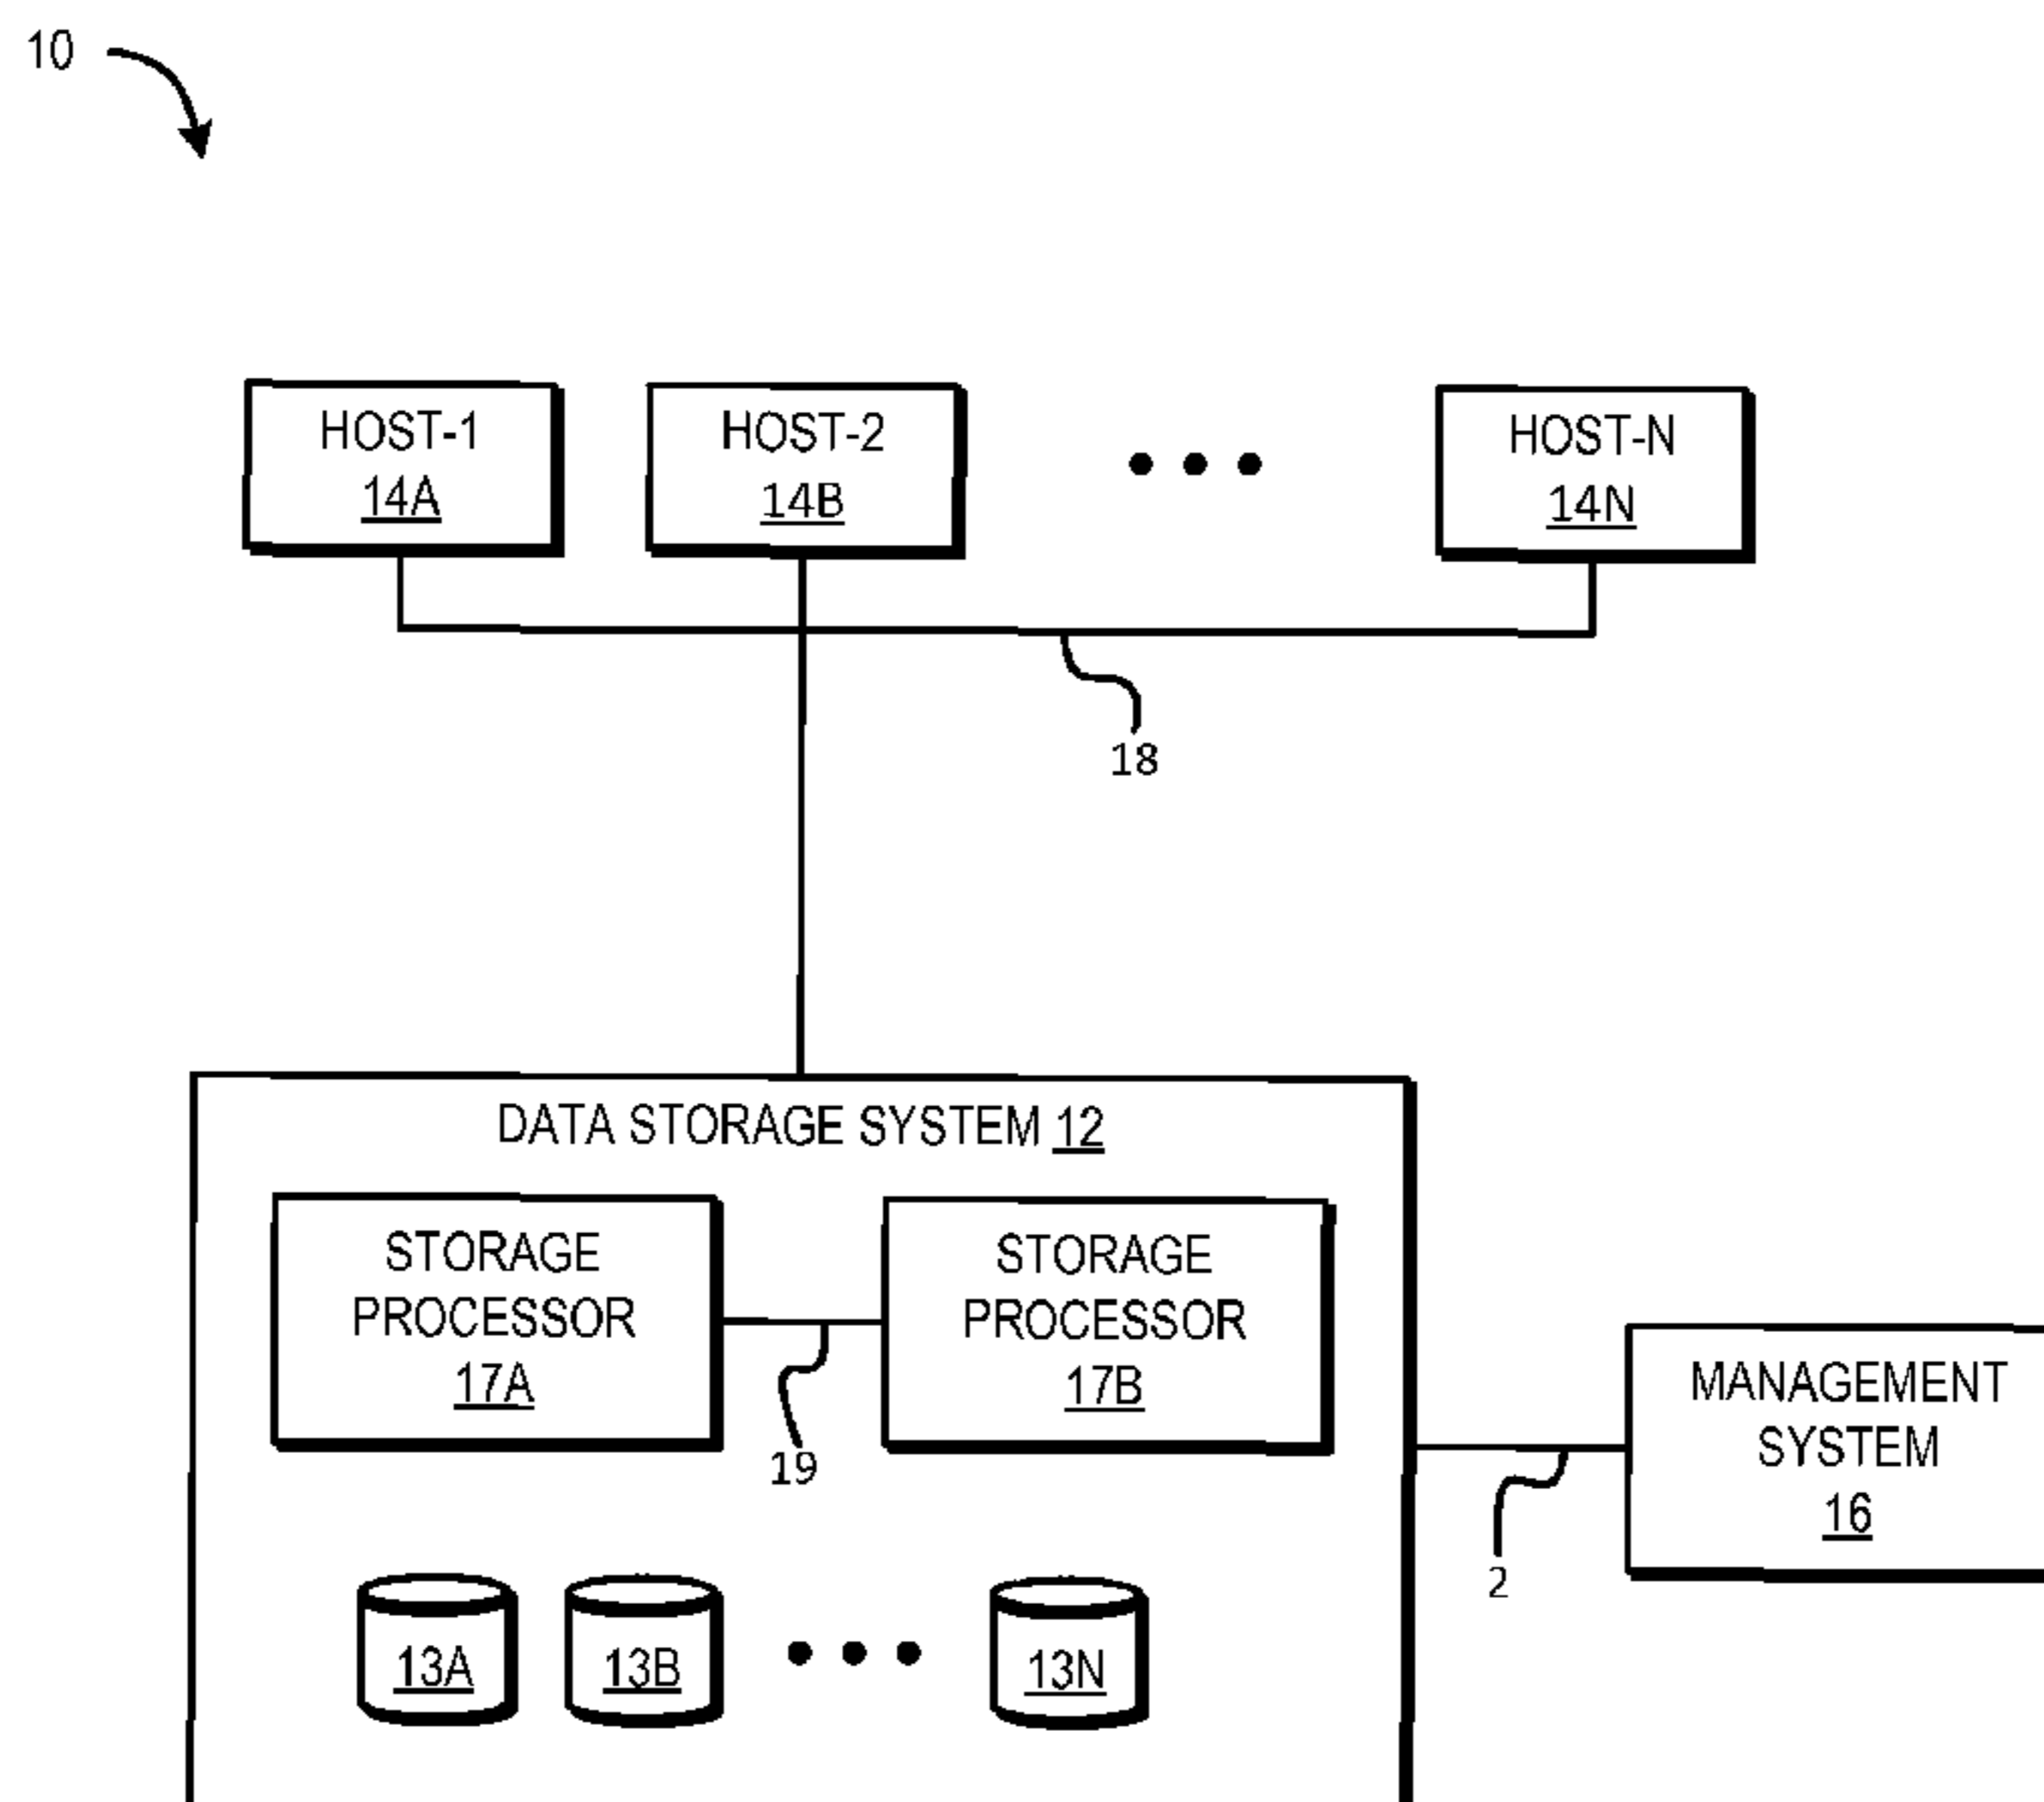 10
HOST-1
14A
HOST-2
14B
HOST-N
14N
18
DATA STORAGE SYSTEM 12
STORAGE
PROCESSOR
17A
STORAGE
PROCESSOR
17B
19
MANAGEMENT
SYSTEM
16
2
13A
13B
13N